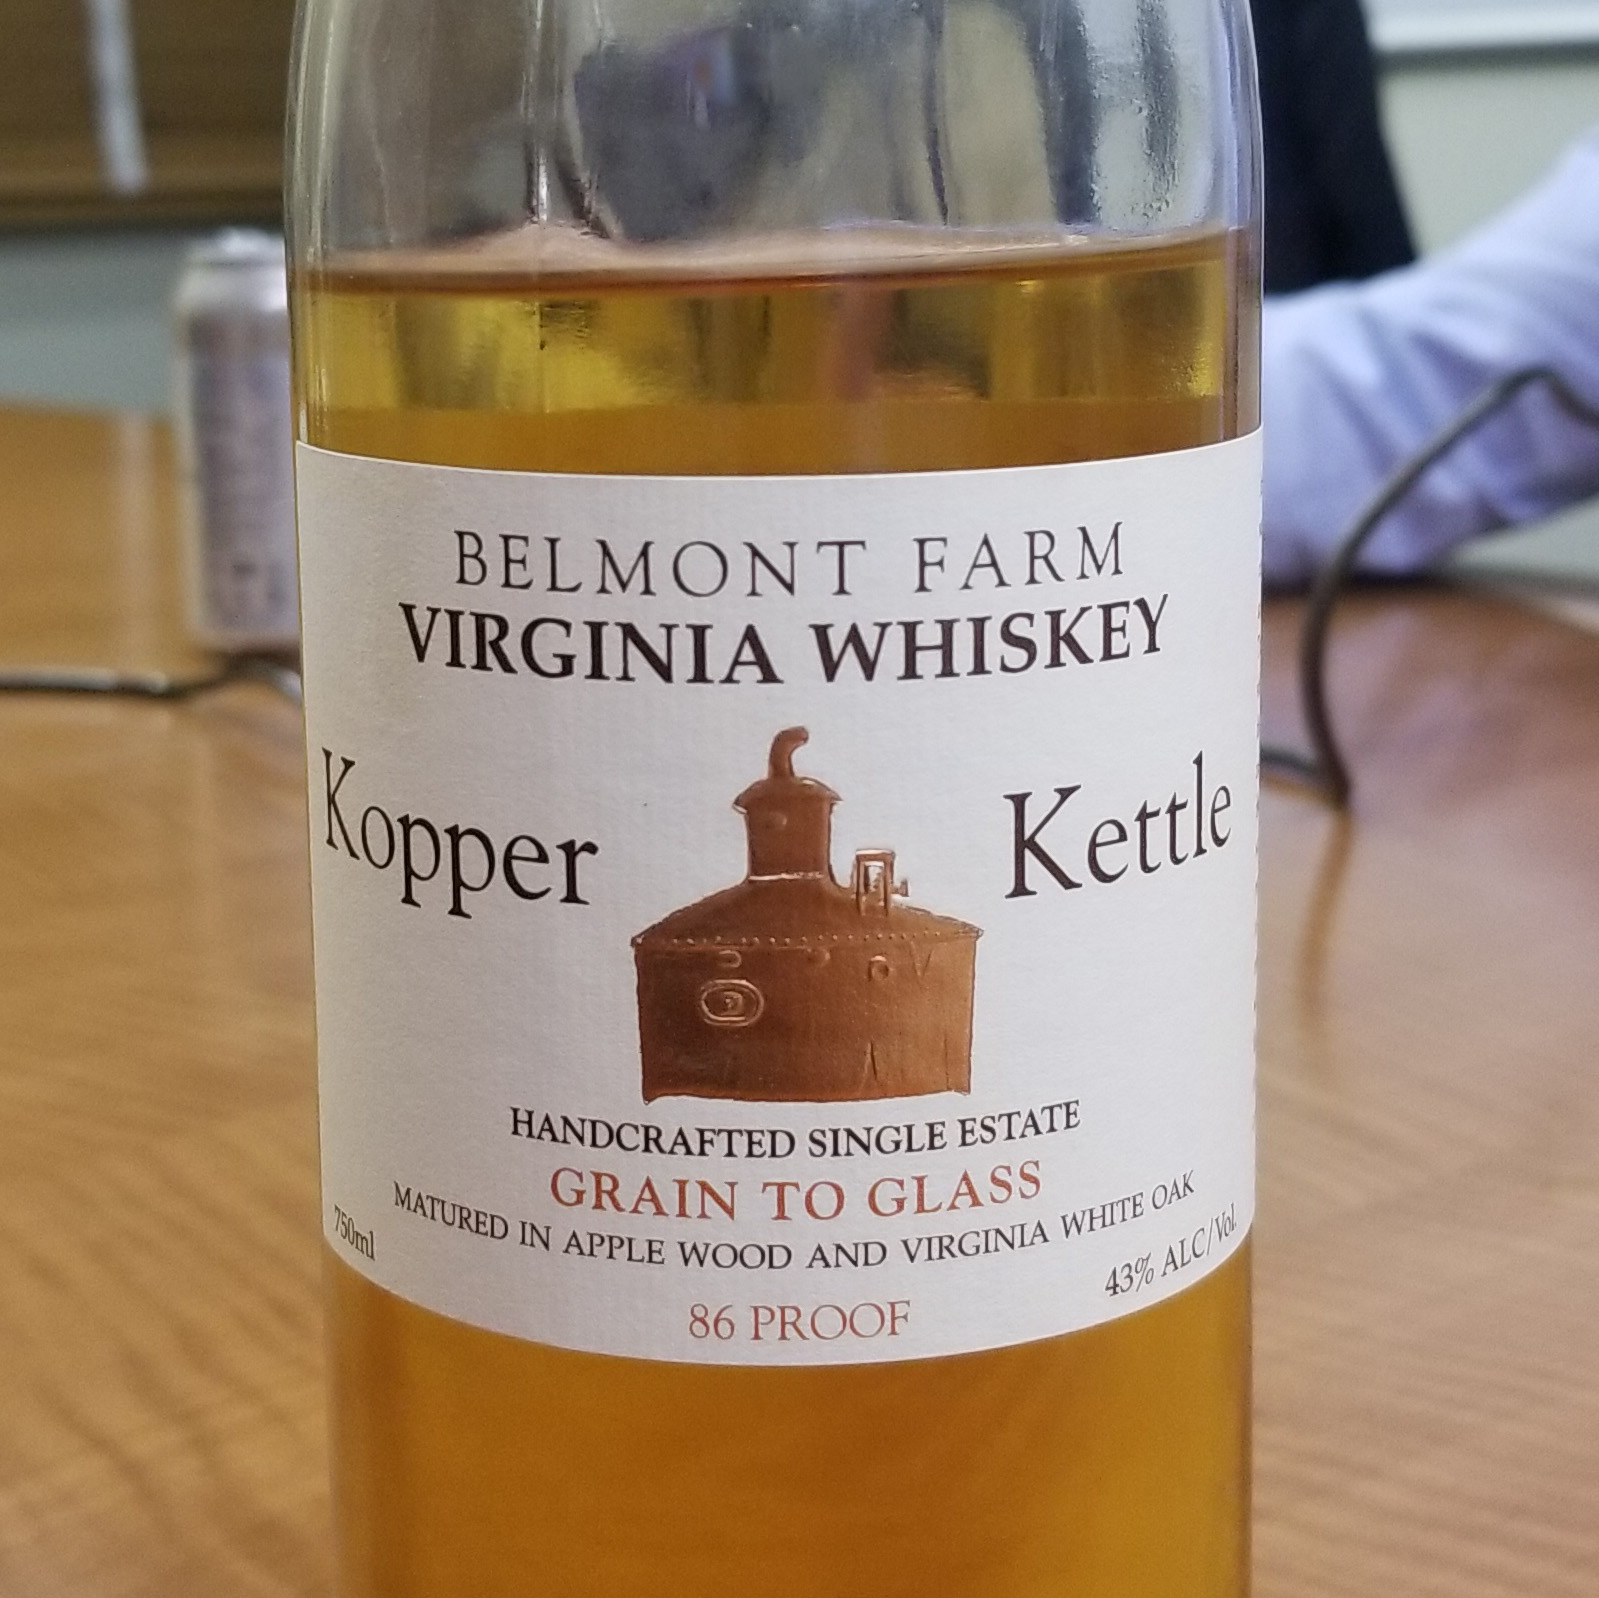 BELMONT FARM
VIRGINIA WHISKEY
Kopper Kettle
HANDCRAFTED SINGLE ESTATE
GRAIN TO GLASS
MATURED IN APPLE WOOD AND VIRGINIA WHITE OAK
750ml
43% ALC/Vol.
86 PROOF